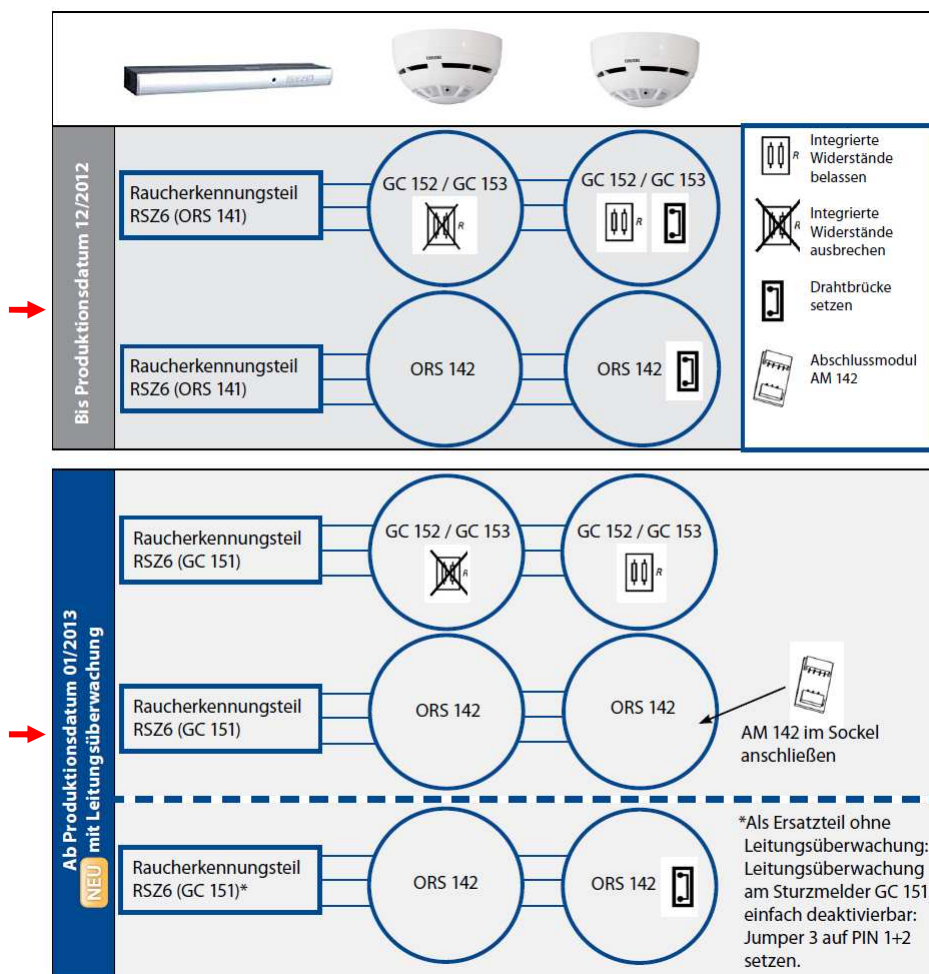 Bis Produktionsdatum 12/2012
Raucherkennungsteil
RSZ6 (ORS 141)
GC 152 / GC 153
R
GC 152 / GC 153
R
Raucherkennungsteil
RSZ6 (ORS 141)
ORS 142
ORS 142
R
Integrierte
Widerstände
belassen
R
Integrierte
Widerstände
ausbrechen
Drahtbrücke
setzen
Abschlussmodul
AM 142
Ab Produktionsdatum 01/2013
NEU mit Leitungsüberwachung
Raucherkennungsteil
RSZ6 (GC 151)
GC 152 / GC 153
R
GC 152 / GC 153
R
Raucherkennungsteil
RSZ6 (GC 151)
ORS 142
ORS 142
AM 142 im Sockel
anschließen
Raucherkennungsteil
RSZ6 (GC 151)*
ORS 142
ORS 142
*Als Ersatzteil ohne
Leitungsüberwachung:
Leitungsüberwachung
am Sturzmelder GC 151
einfach deaktivierbar:
Jumper 3 auf PIN 1+2
setzen.